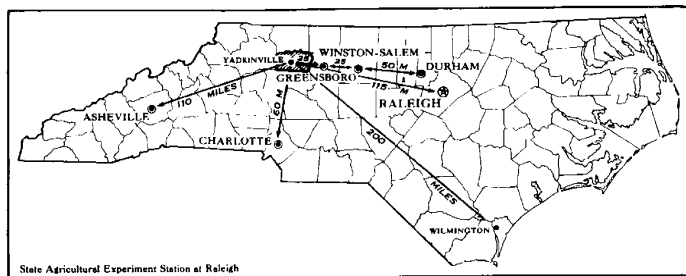 WINSTON-SALEM
YADKINVILLE
25
25
50 M
DURHAM
GREENSBORO
115 M
RALEIGH
110 MILES
ASHEVILLE
60 M
CHARLOTTE
200 MILES
WILMINGTON
State Agricultural Experiment Station at Raleigh